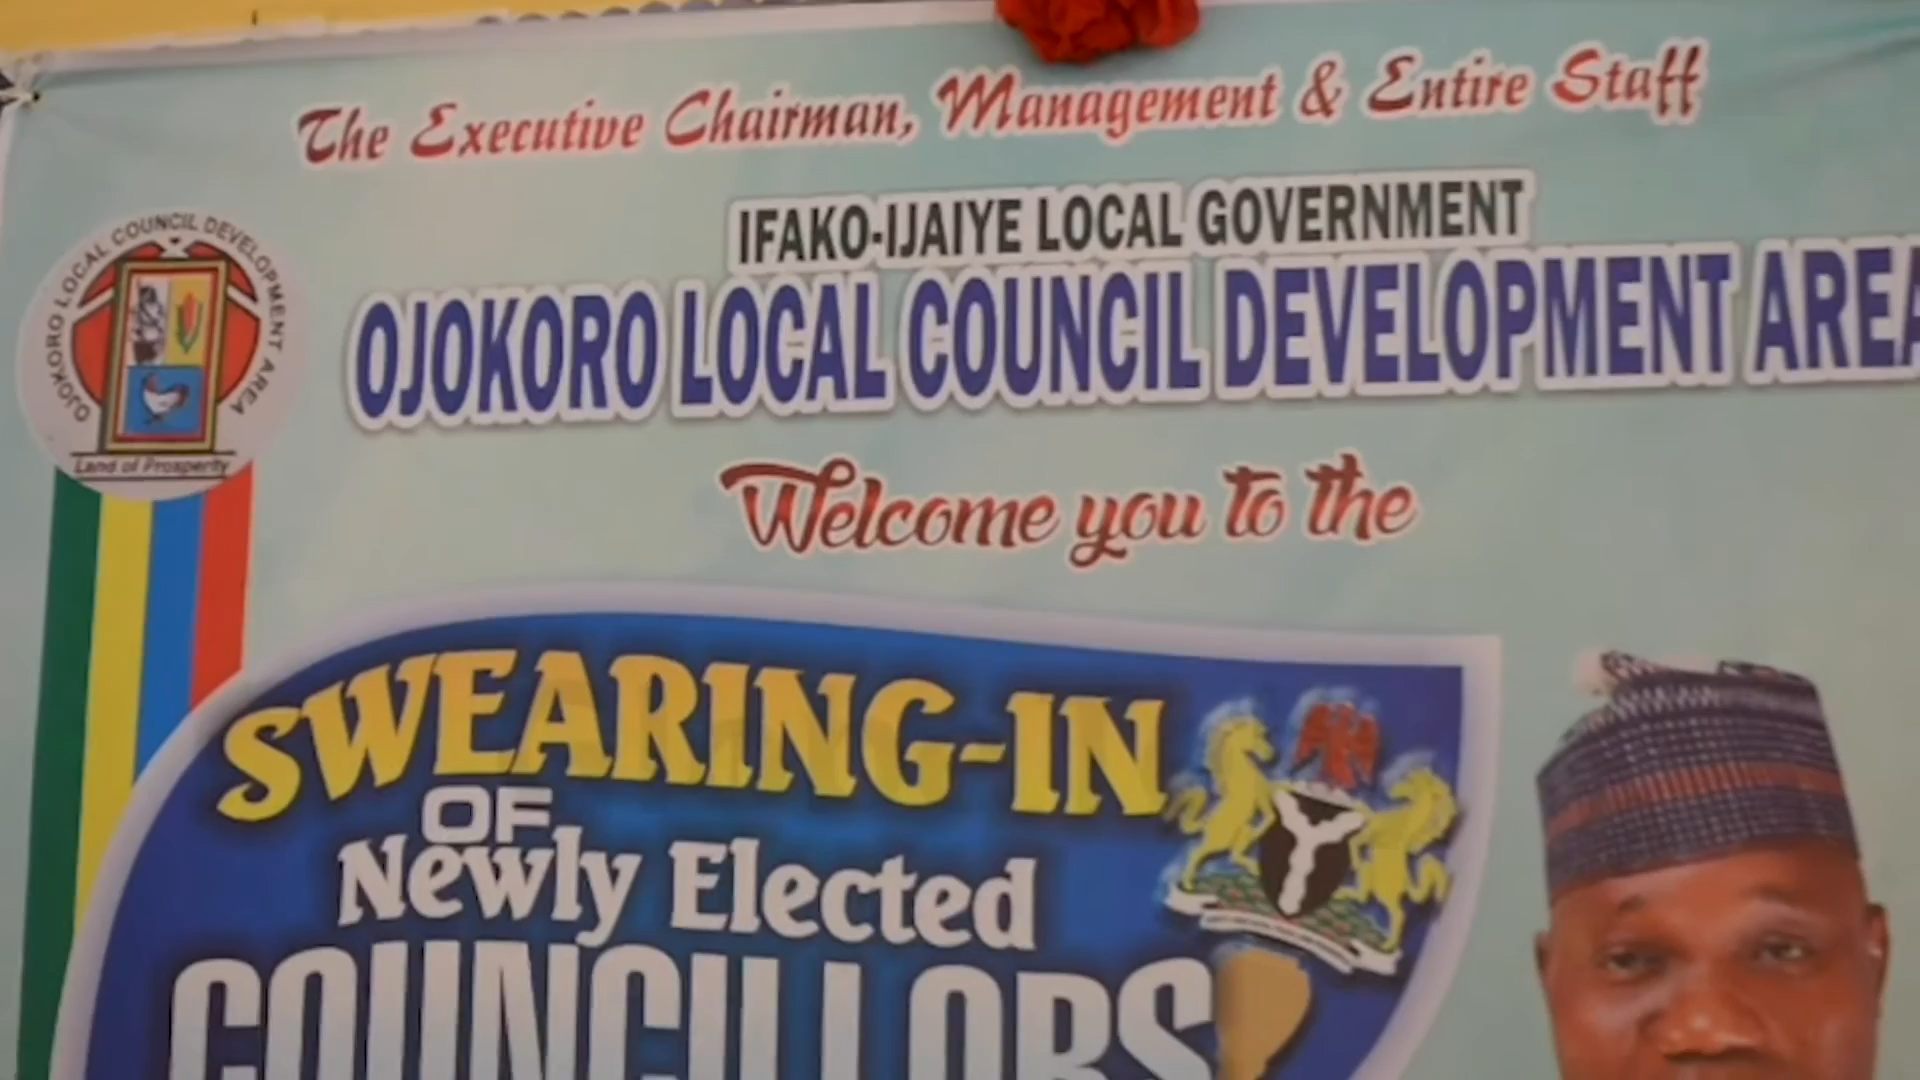 The Executive Chairman, Management & Entire Staff
IFAKO-IJAIYE LOCAL GOVERNMENT
OJOKORO LOCAL COUNCIL DEVELOPMENT AREA
OJOKORO LOCAL COUNCIL DEVELOPMENT AREA
Land of Prosperity
Welcome you to the
SWEARING-IN
OF
Newly Elected
COUNCILLORS